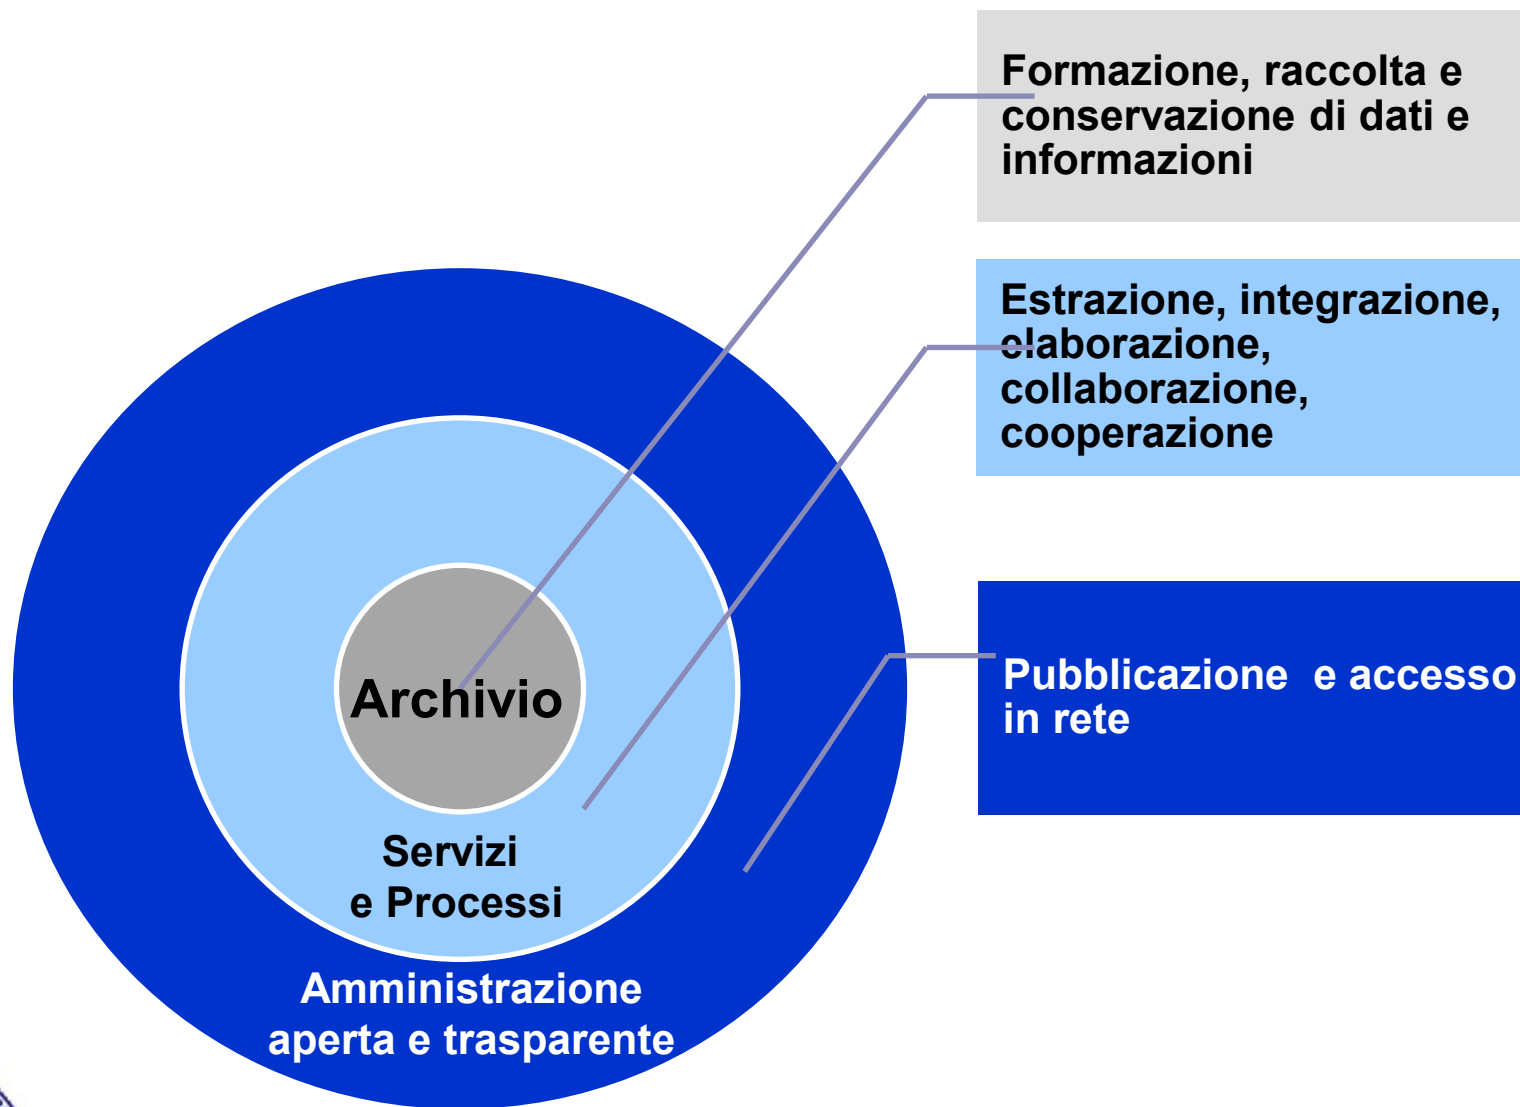 Formazione, raccolta e
conservazione di dati e
informazioni
Estrazione, integrazione,
elaborazione,
collaborazione,
cooperazione
Pubblicazione e accesso
in rete
Archivio
Servizi
e Processi
Amministrazione
aperta e trasparente